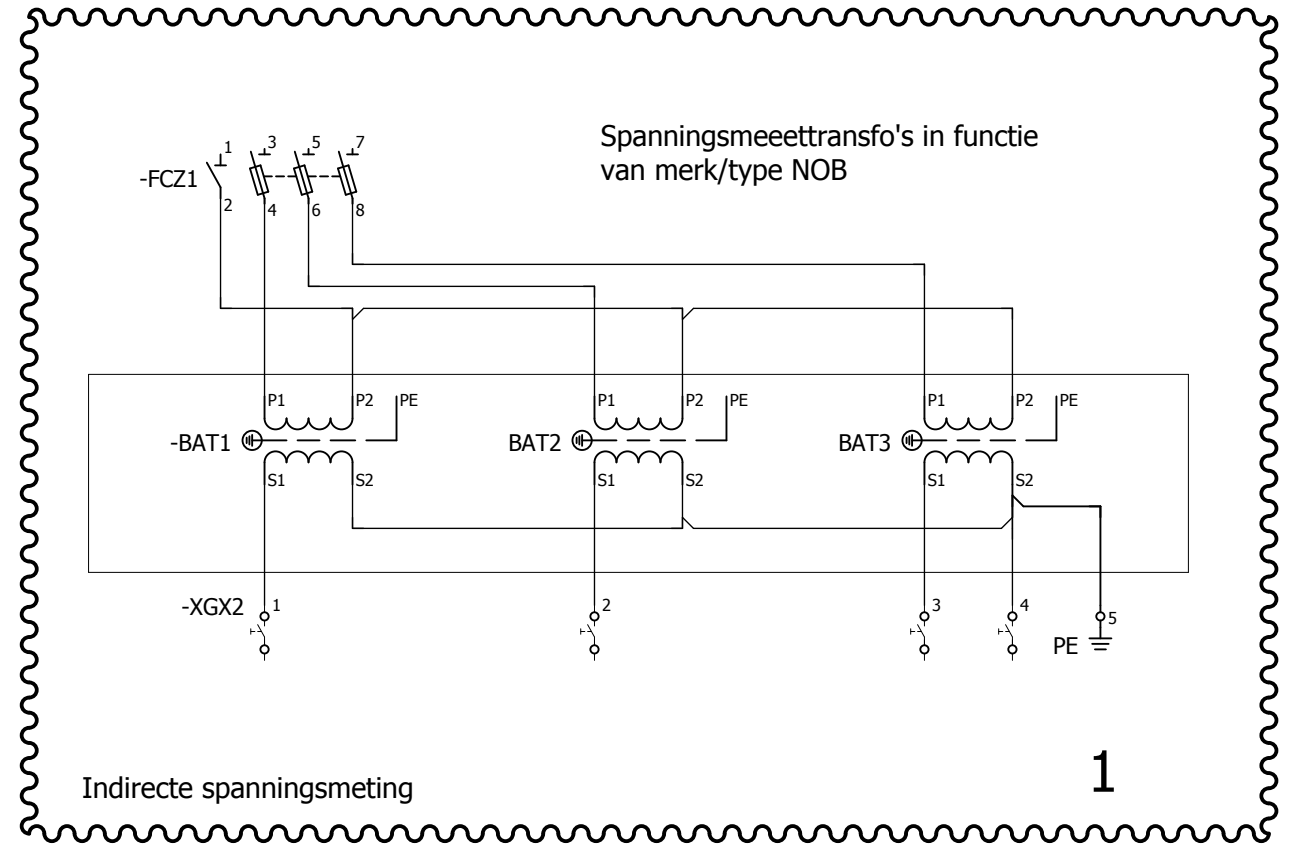 Spanningsmeeettransfo's in functie
van merk/type NOB
1 3 5 7
-FCZ1
2 4 6 8
P1 P2 PE P1 P2 PE P1 P2 PE
-BAT1 BAT2 BAT3
S1 S2 S1 S2 S1 S2
-XGX2 1 2 3 4 5
PE
1
Indirecte spanningsmeting